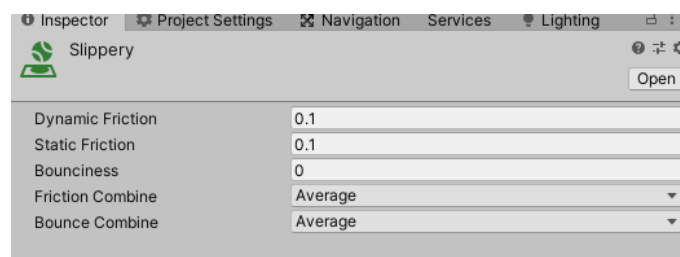 Inspector Project Settings Navigation Services Lighting
Slippery
Open
Dynamic Friction 0.1
Static Friction 0.1
Bounciness 0
Friction Combine Average
Bounce Combine Average